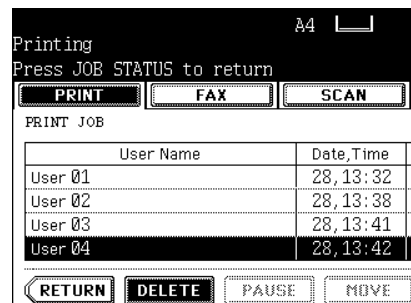 A4
Printing
Press JOB STATUS to return
PRINT FAX SCAN
PRINT JOB
User Name Date,Time
User 01 28,13:32
User 02 28,13:38
User 03 28,13:41
User 04 28,13:42
RETURN DELETE PAUSE MOVE